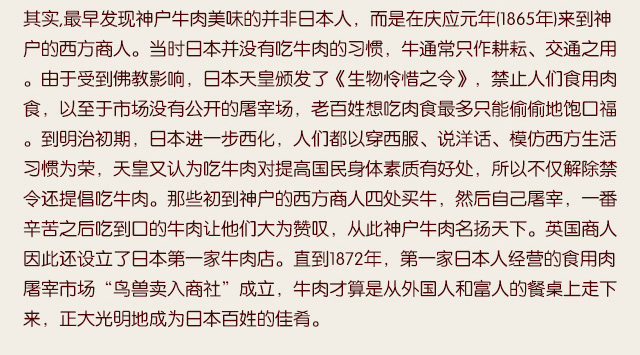 其实,最早发现神户牛肉美味的并非日本人，而是在庆应元年(1865年)来到神
户的西方商人。当时日本并没有吃牛肉的习惯，牛通常只作耕耘、交通之用
。由于受到佛教影响，日本天皇颁发了《生物怜惜之令》，禁止人们食用肉
食，以至于市场没有公开的屠宰场，老百姓想吃肉食最多只能偷偷地饱口福
。到明治初期，日本进一步西化，人们都以穿西服、说洋话、模仿西方生活
习惯为荣，天皇又认为吃牛肉对提高国民身体素质有好处，所以不仅解除禁
令还提倡吃牛肉。那些初到神户的西方商人四处买牛，然后自己屠宰，一番
辛苦之后吃到口的牛肉让他们大为赞叹，从此神户牛肉名扬天下。英国商人
因此还设立了日本第一家牛肉店。直到1872年，第一家日本人经营的食用肉
屠宰市场“鸟兽卖入商社”成立，牛肉才算是从外国人和富人的餐桌上走下
来，正大光明地成为日本百姓的佳肴。